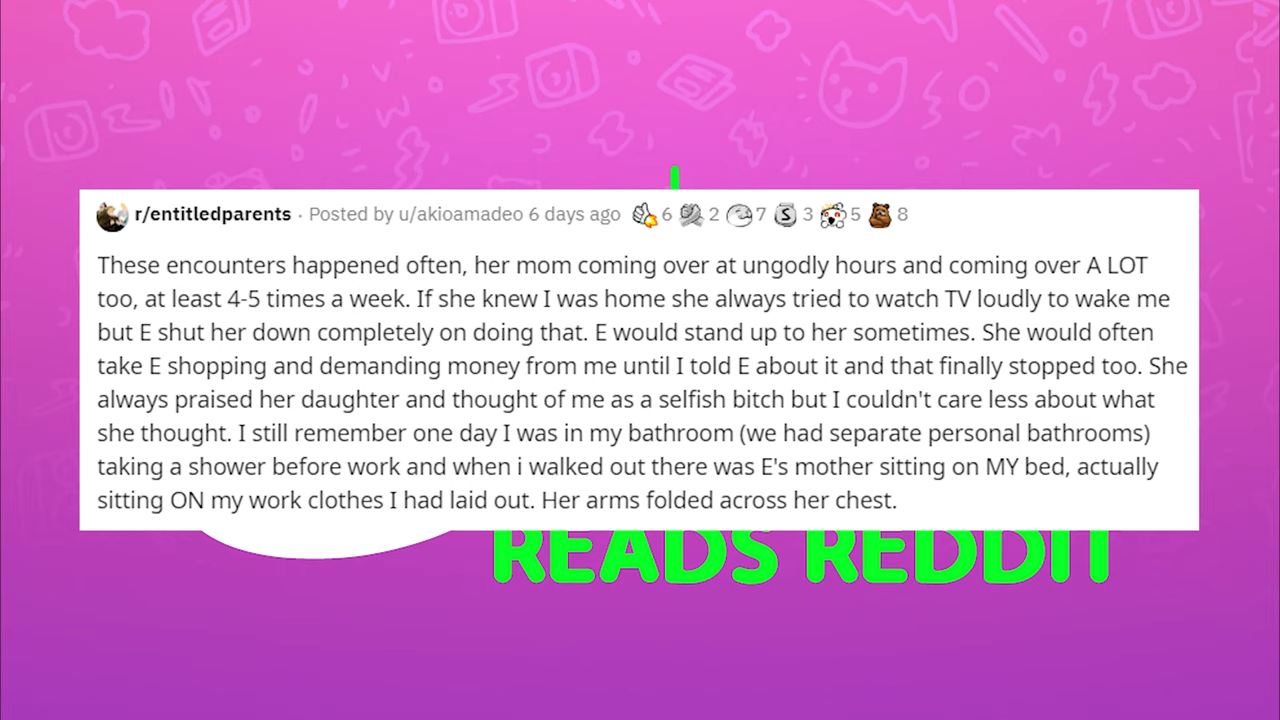 r/entitledparents · Posted by u/akioamadeo 6 days ago 6 2 7 S 3 5 8
These encounters happened often, her mom coming over at ungodly hours and coming over A LOT
too, at least 4-5 times a week. If she knew I was home she always tried to watch TV loudly to wake me
but E shut her down completely on doing that. E would stand up to her sometimes. She would often
take E shopping and demanding money from me until I told E about it and that finally stopped too. She
always praised her daughter and thought of me as a selfish bitch but I couldn't care less about what
she thought. I still remember one day I was in my bathroom (we had separate personal bathrooms)
taking a shower before work and when i walked out there was E's mother sitting on MY bed, actually
sitting ON my work clothes I had laid out. Her arms folded across her chest.
READS REDDIT